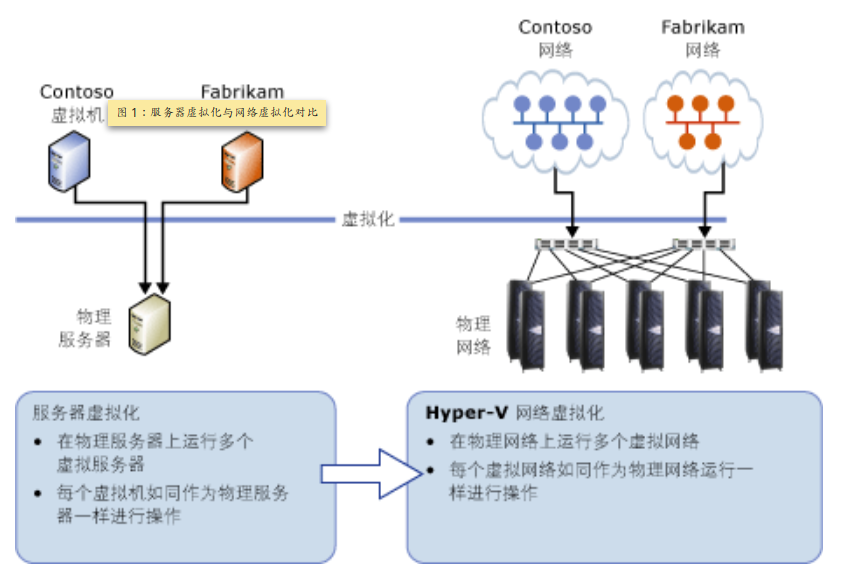 Contoso
虚拟机
Fabrikam
图1：服务器虚拟化与网络虚拟化对比
Contoso
网络
Fabrikam
网络
虚拟化
物理
服务器
物理
网络
服务器虚拟化
• 在物理服务器上运行多个
虚拟服务器
• 每个虚拟机如同作为物理服务
器一样进行操作
Hyper-V 网络虚拟化
• 在物理网络上运行多个虚拟网络
• 每个虚拟网络如同作为物理网络运行一
样进行操作